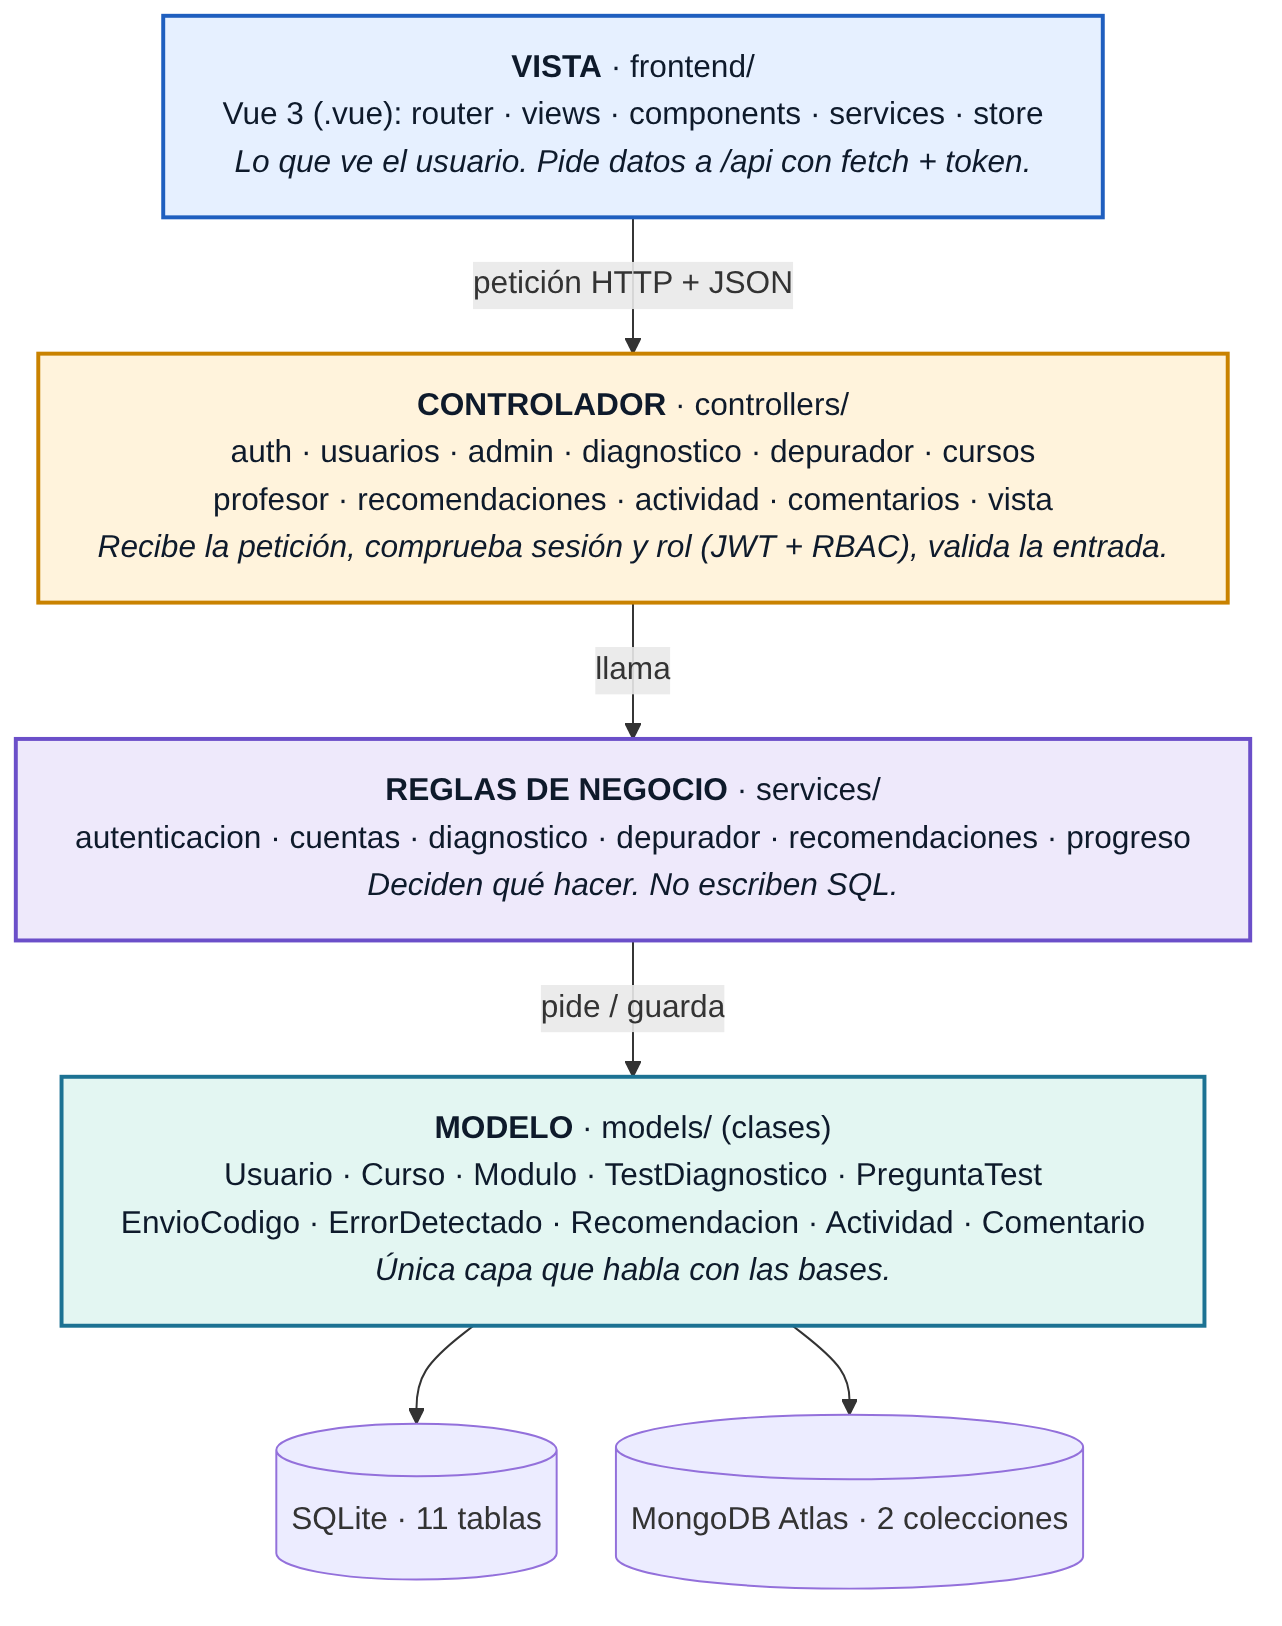 VISTA · frontend/
Vue 3 (.vue): router · views · components · services · store
Lo que ve el usuario. Pide datos a /api con fetch + token.
petición HTTP + JSON
CONTROLADOR · controllers/
auth · usuarios · admin · diagnostico · depurador · cursos
profesor · recomendaciones · actividad · comentarios · vista
Recibe la petición, comprueba sesión y rol (JWT + RBAC), valida la entrada.
llama
REGLAS DE NEGOCIO · services/
autenticacion · cuentas · diagnostico · depurador · recomendaciones · progreso
Deciden qué hacer. No escriben SQL.
pide / guarda
MODELO · models/ (clases)
Usuario · Curso · Modulo · TestDiagnostico · PreguntaTest
EnvioCodigo · ErrorDetectado · Recomendacion · Actividad · Comentario
Única capa que habla con las bases.
SQLite · 11 tablas
MongoDB Atlas · 2 colecciones